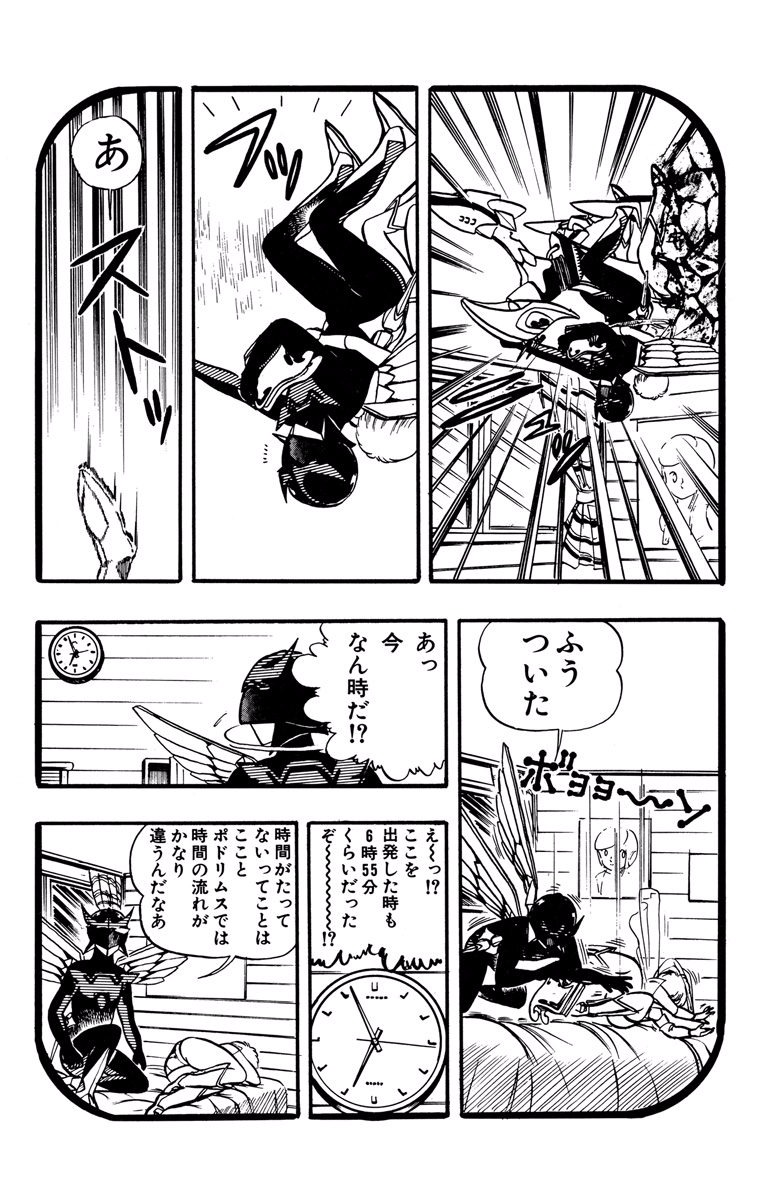 ドッ
あ
ストッ
ふう
ついた
ボヨヨ〜〜ン
あっ
今
なん時だ!?
え〜っ!?
ここを
出発した時も
6時55分
くらいだった
ぞ〜〜〜〜!?
時間がたって
ないってことは
ここと
ポドリムスでは
時間の流れが
かなり
違うんだなあ